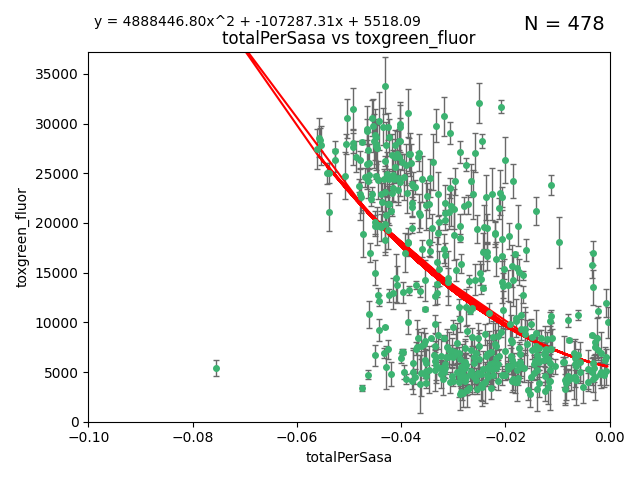 y = 4888446.80x^2 + -107287.31x + 5518.09
N = 478
totalPerSasa vs toxgreen_fluor
35000
30000
25000
20000
15000
10000
5000
0
toxgreen_fluor
−0.10
−0.08
−0.06
−0.04
−0.02
0.00
totalPerSasa